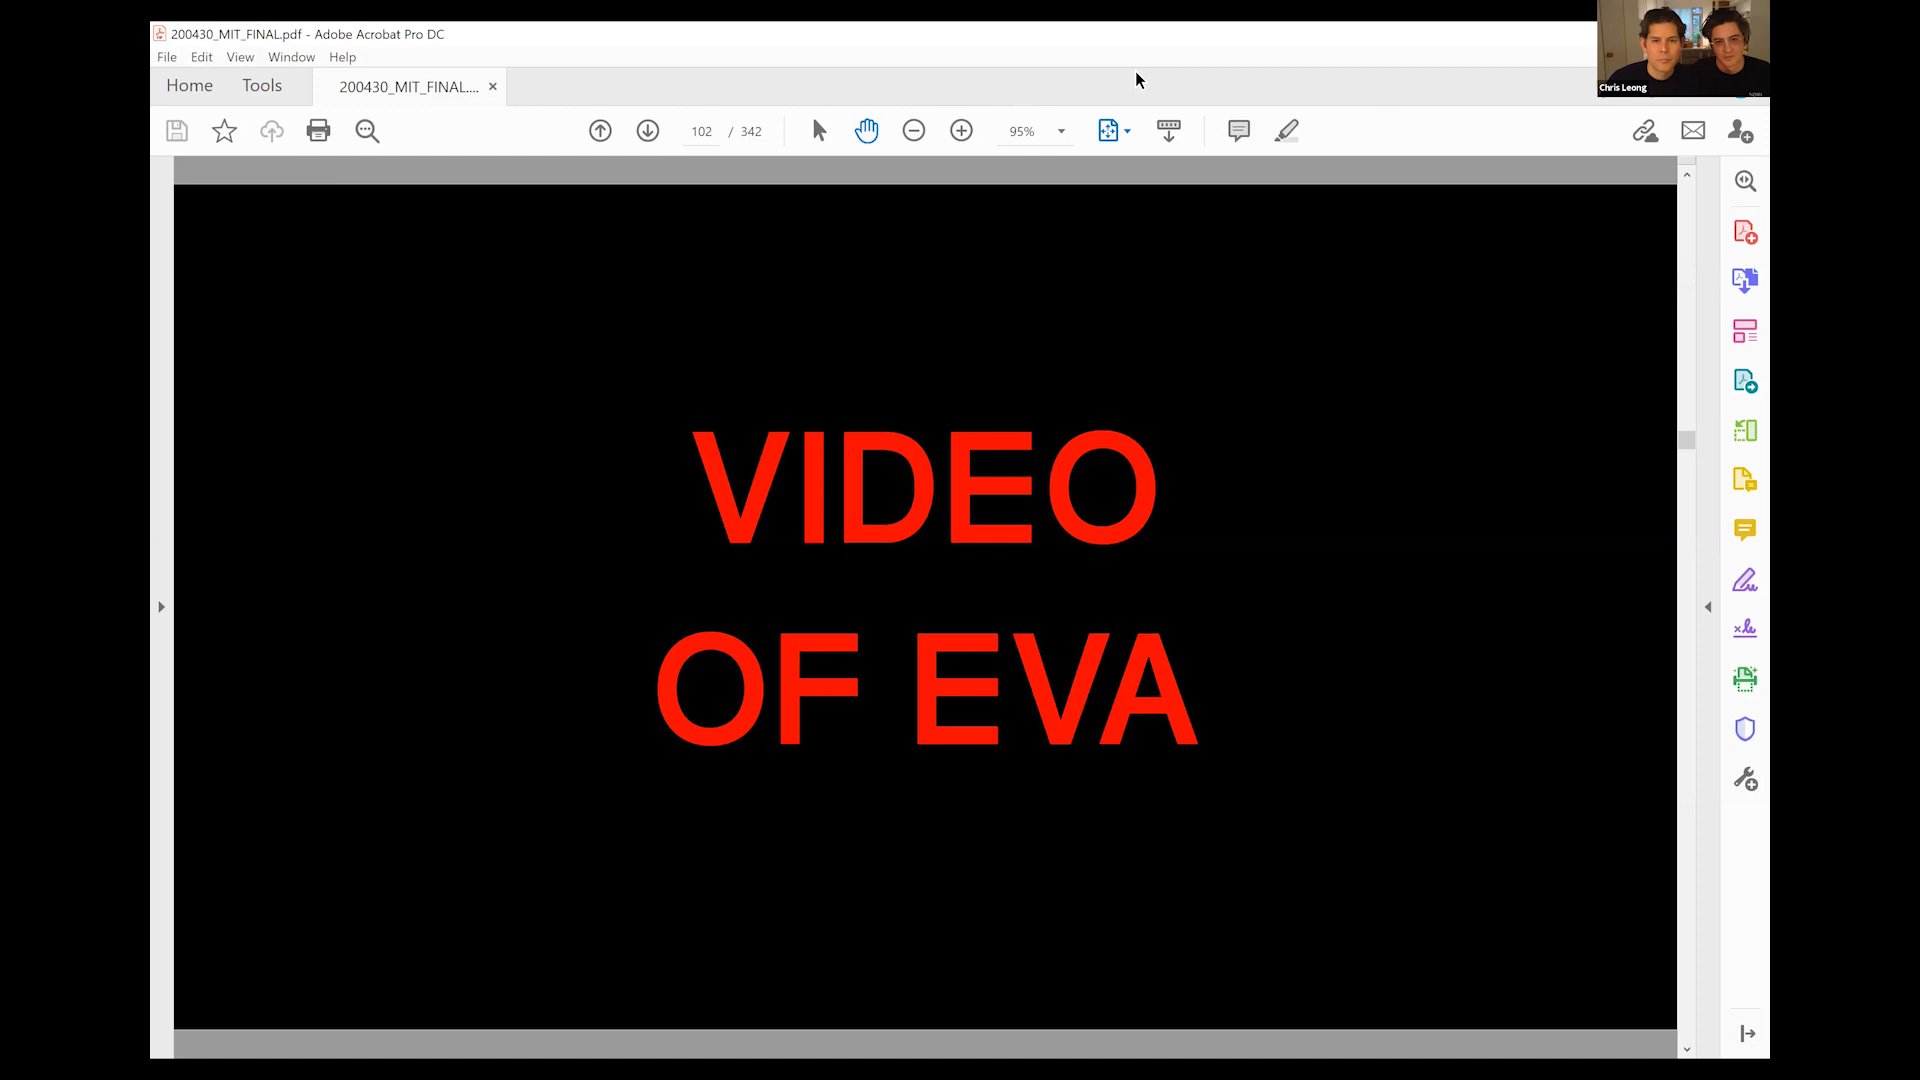 200430_MIT_FINAL.pdf - Adobe Acrobat Pro DC
File Edit View Window Help
Home Tools 200430_MIT_FINAL.... ×
102 / 342 95%
Chris Leong
VIDEO
OF EVA